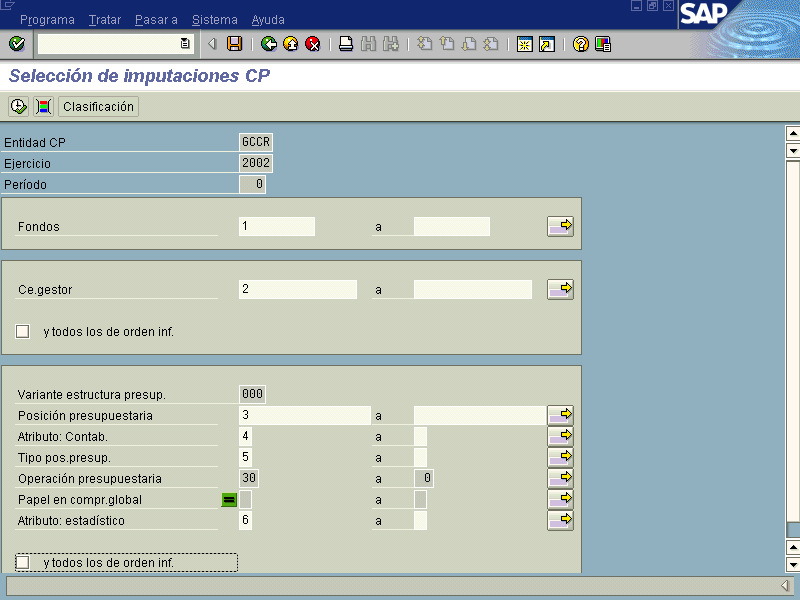 Programa Tratar Pasar a Sistema Ayuda
SAP
Selección de imputaciones CP
Clasificación
Entidad CP GCCR
Ejercicio 2002
Período 0
Fondos 1 a
Ce.gestor 2 a
y todos los de orden inf.
Variante estructura presup. 000
Posición presupuestaria 3 a
Atributo: Contab. 4 a
Tipo pos.presup. 5 a
Operación presupuestaria 30 a 0
Papel en compr.global a
Atributo: estadístico 6 a
y todos los de orden inf.